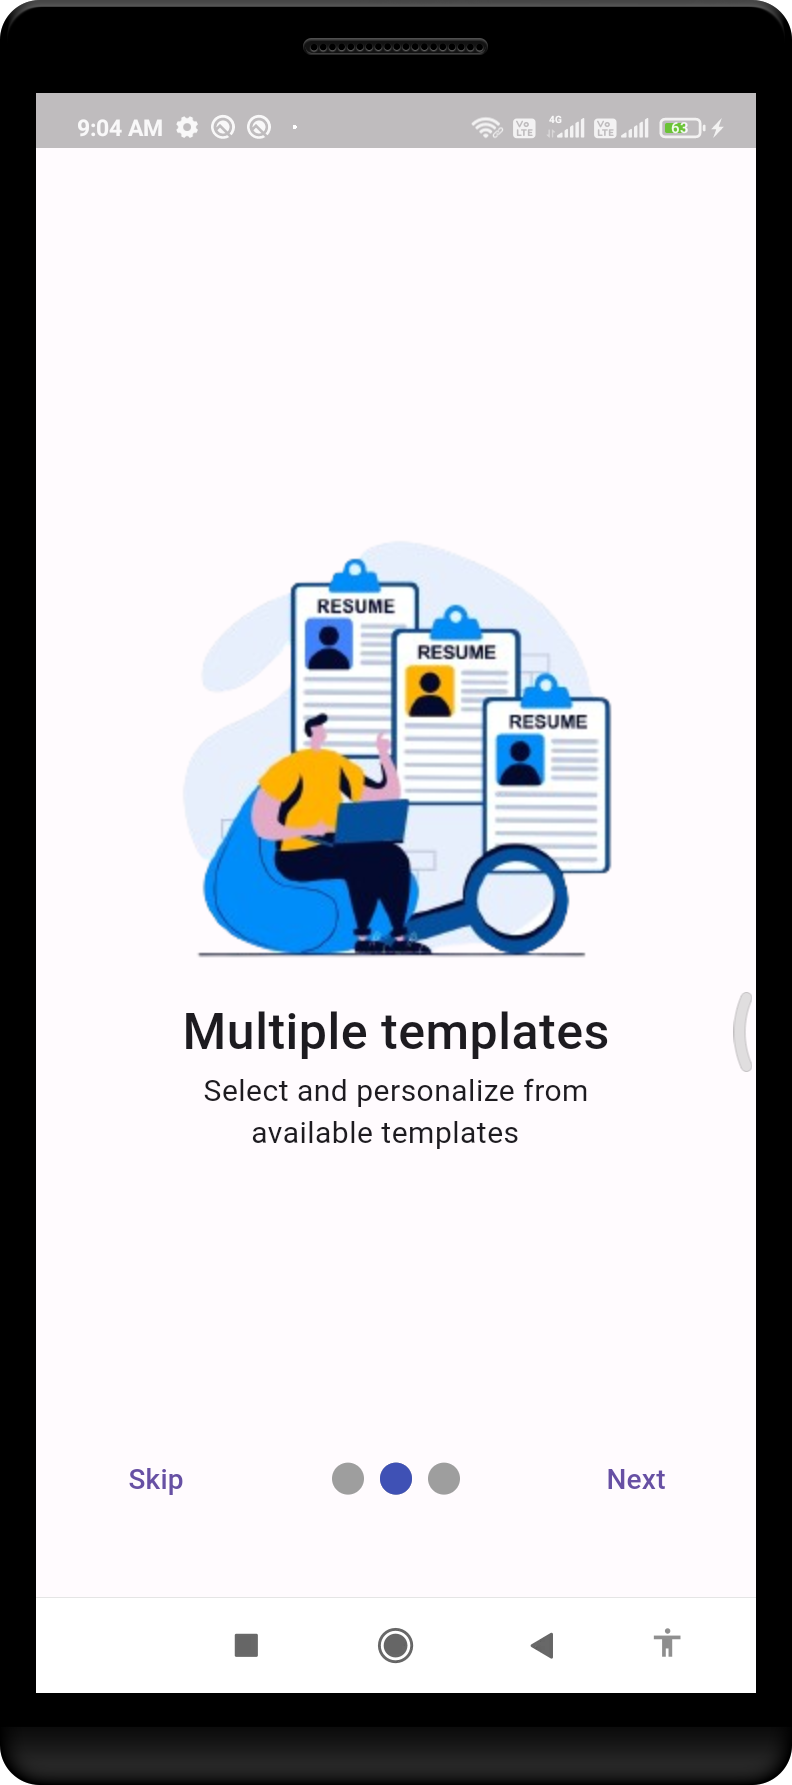 9:04 AM
Vo LTE
4G
Vo LTE
63
RESUME
RESUME
RESUME
Multiple templates
Select and personalize from
available templates
Skip
Next